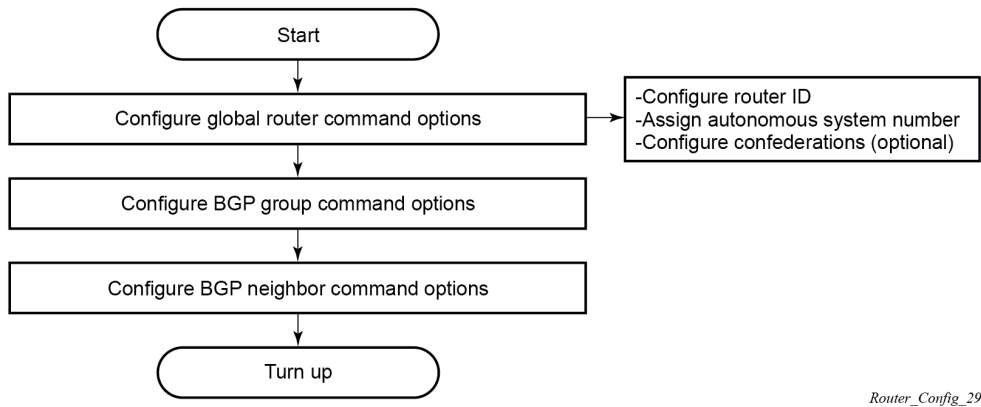 Start
Configure global router command options
-Configure router ID
-Assign autonomous system number
-Configure confederations (optional)
Configure BGP group command options
Configure BGP neighbor command options
Turn up
Router_Config_29